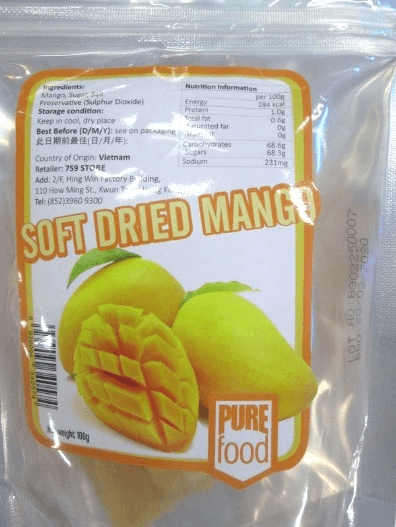 Ingredients:
Mango, Sugar, Salt
Preservative (Sulphur Dioxide)
Storage condition:
Keep in cool, dry place
Best Before (D/M/Y): see on packaging
此日期前最佳(日/月/年):
Country of Origin: Vietnam
Retailer: 759 STORE
Add: 2/F, Hing Win Factory Building,
110 How Ming St., Kwun
Tel: (852)3960 9300
Nutrition Information
per 100g
Energy 284 kcal
Protein 1.0g
Total fat 0.6g
Saturated fat 0g
Trans fat 0g
Carbohydrates 68.6g
Sugars 68.3g
Sodium 231mg
SOFT DRIED MANGO
LOT NO:
weight: 100g
PURE
food